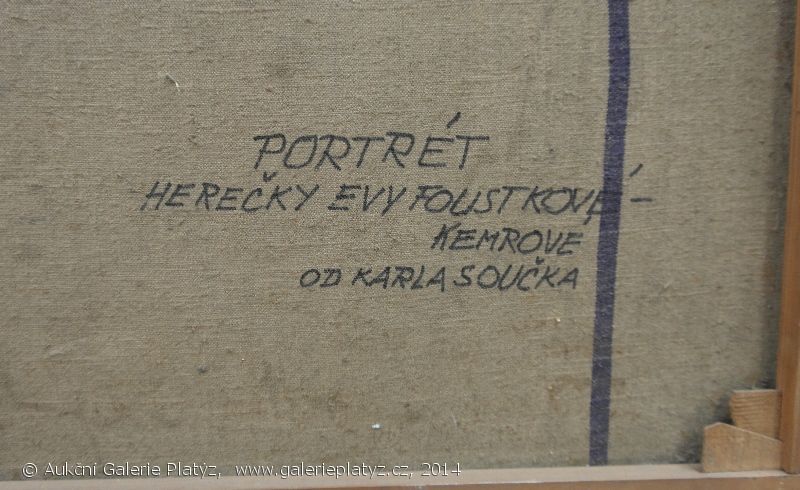 PORTRÉT
HEREČKY EVY FOUSTKOVÉ-
KEMROVÉ
OD KARLA SOUČKA
© Aukční Galerie Platýz, www.galerieplatyz.cz, 2014